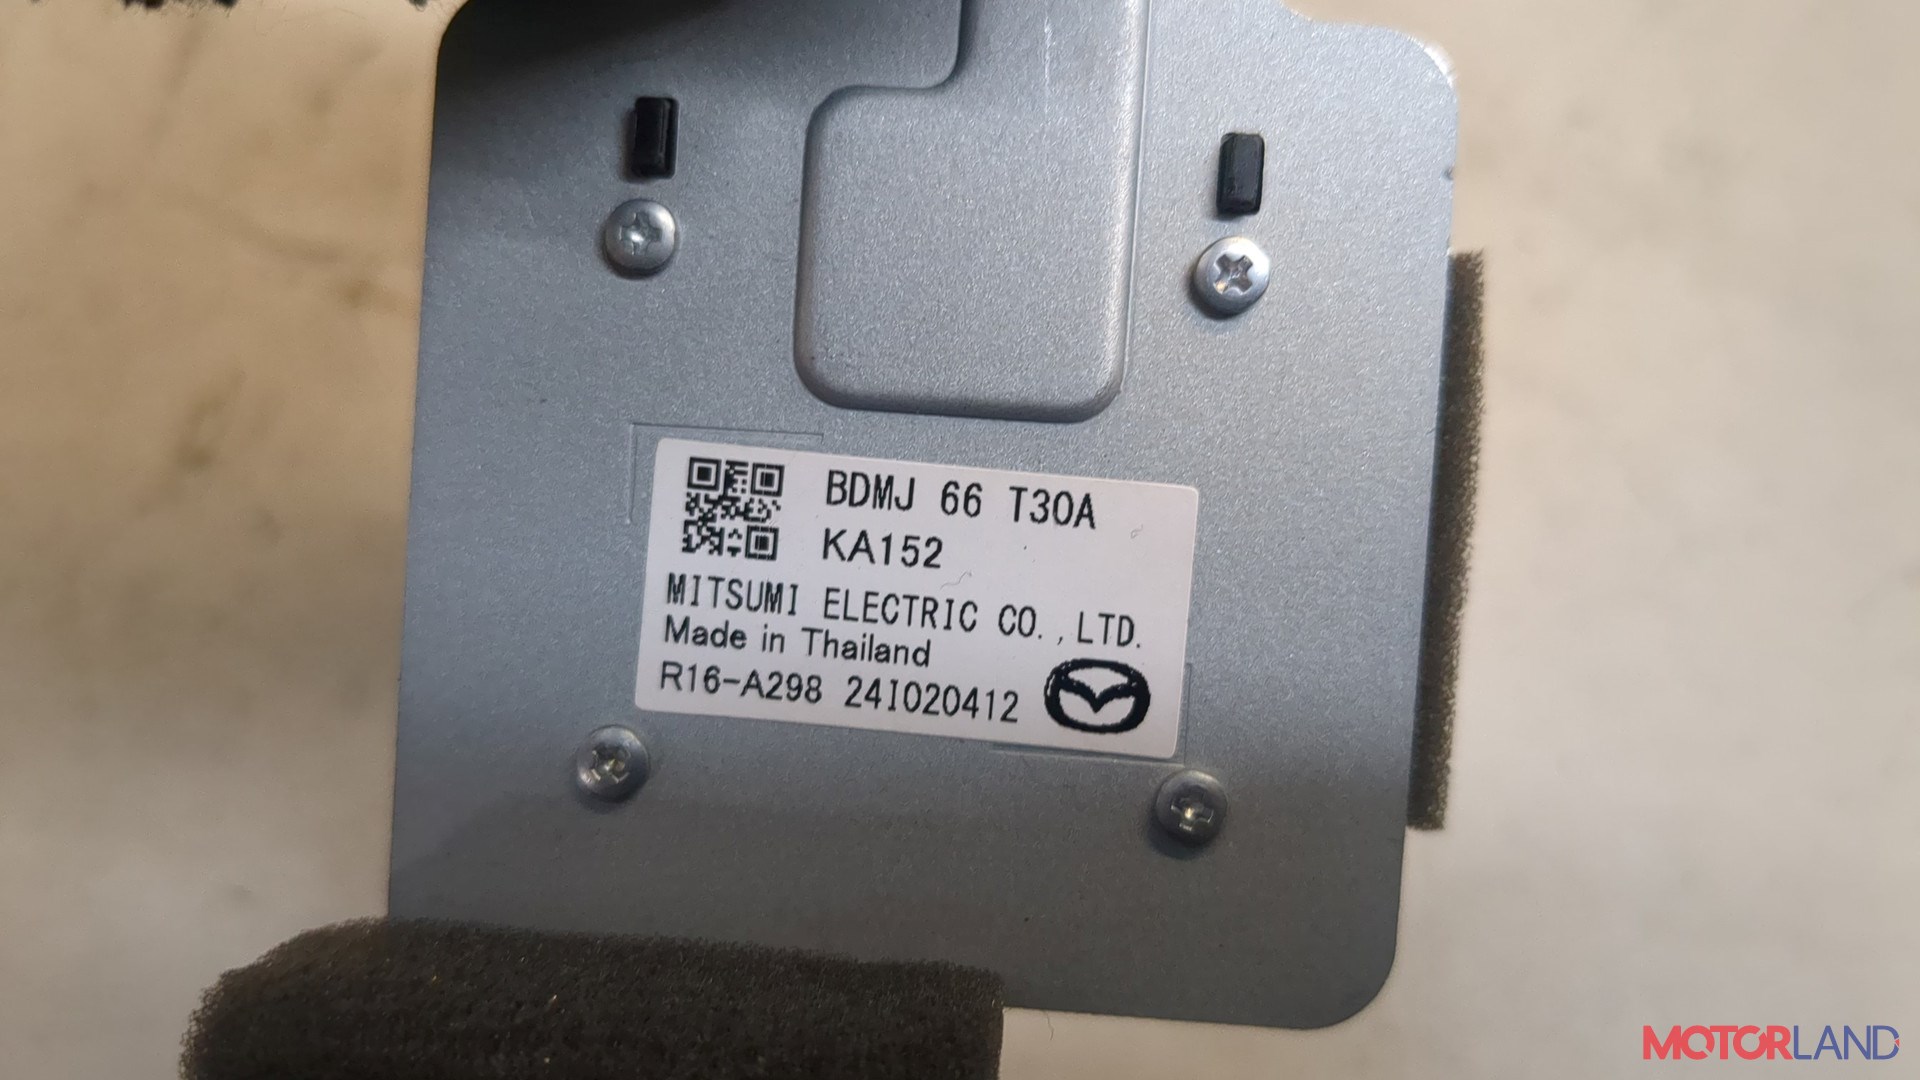 BDMJ 66 T30A
KA152
MITSUMI ELECTRIC CO.,LTD.
Made in Thailand
R16-A298 24I020412
MOTORLAND